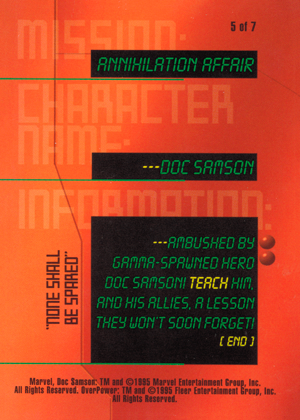 5 of 7
MISSION:
ANNIHILATION AFFAIR
CHARACTER
NAME:
---DOC SAMSON
INFORMATION:
---AMBUSHED BY
GAMMA-SPAWNED HERO
DOC SAMSON! TEACH HIM,
AND HIS ALLIES, A LESSON
THEY WON'T SOON FORGET!
( END )
"NONE SHALL
BE SPARED"
Marvel, Doc Samson: TM and ©1995 Marvel Entertainment Group, Inc.
All Rights Reserved. OverPower: TM and ©1995 Fleer Entertainment Group, Inc.
All Rights Reserved.